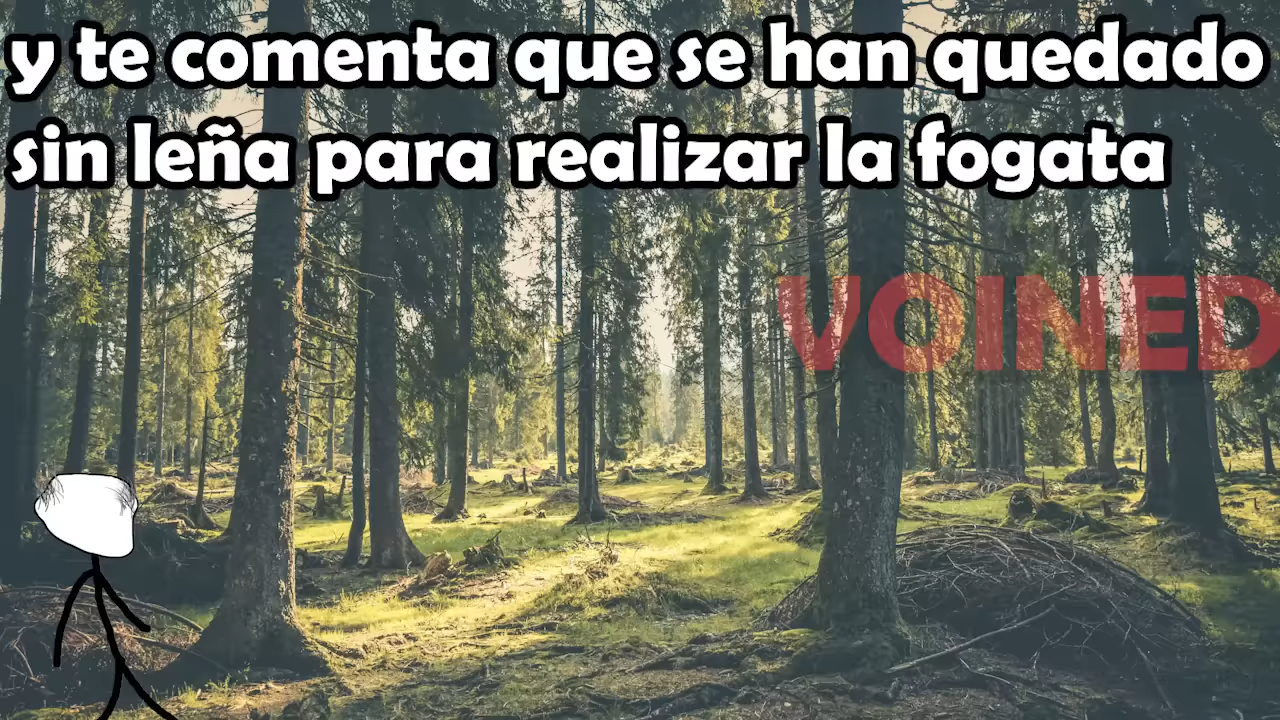 y te comenta que se han quedado
sin leña para realizar la fogata
VOINED